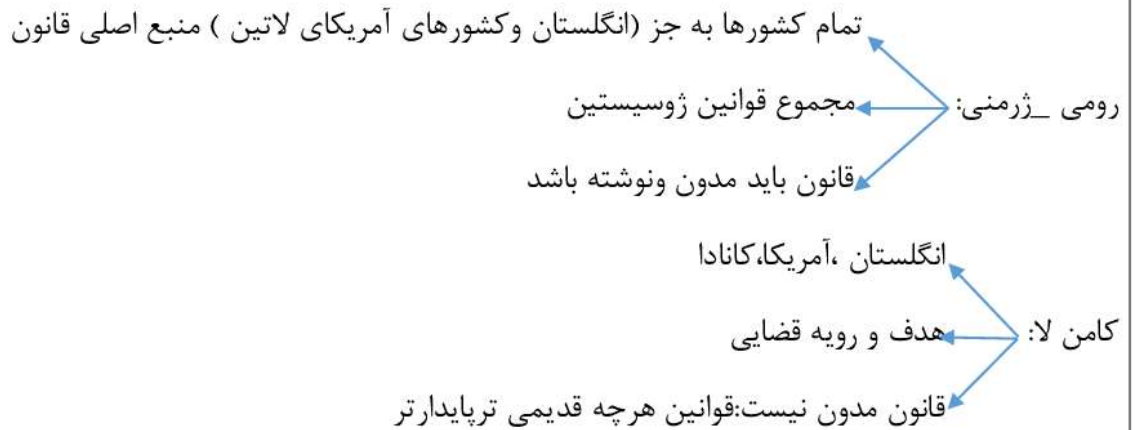 تمام کشورها به جز (انگلستان وکشورهای آمریکای لاتین ) منبع اصلی قانون
رومی _ژرمنی: مجموع قوانین ژوسیستین
قانون باید مدون ونوشته باشد
انگلستان ،آمریکا،کانادا
کامن لا: هدف و رویه قضایی
قانون مدون نیست:قوانین هرچه قدیمی ترپایدارتر